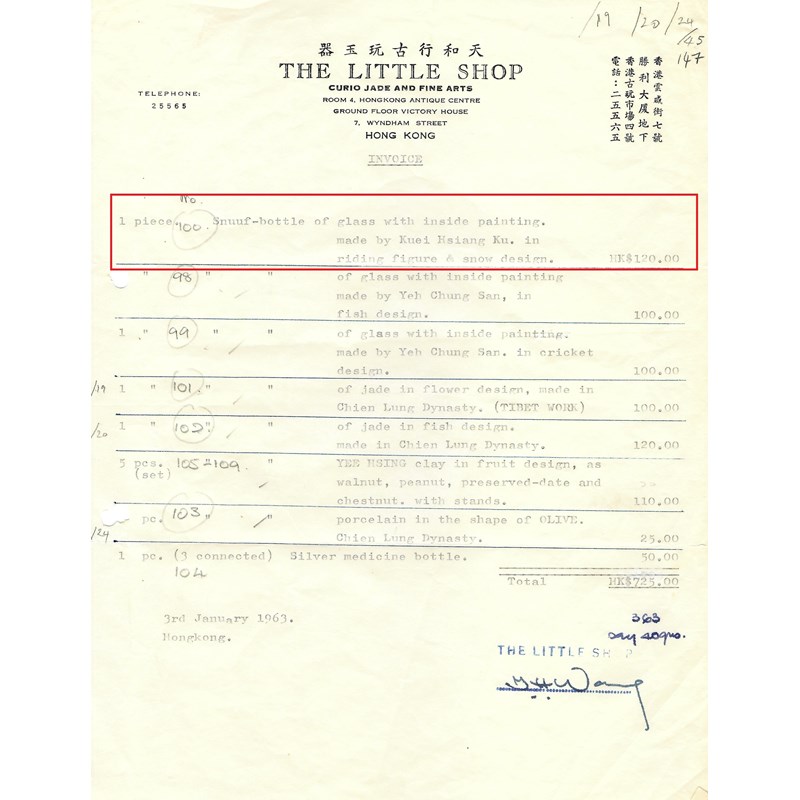 /19 /20 /24
/45
147
器玉玩古行和天
THE LITTLE SHOP
CURIO JADE AND FINE ARTS
ROOM 4, HONGKONG ANTIQUE CENTRE
GROUND FLOOR VICTORY HOUSE
7, WYNDHAM STREET
HONG KONG
TELEPHONE:
25565
香港雲咸街七號
勝利大厦地下
香港古玩市場四號
電話：二五五六五
INVOICE
No.
1 piece. 100. Snuuf-bottle of glass with inside painting.
made by Kuei Hsiang Ku. in
riding figure & snow design. HK$120.00
" 98 " " of glass with inside painting
made by Yeh Chung San, in
fish design. 100.00
1 " 99 " of glass with inside painting.
made by Yeh Chung San. in cricket
design. 100.00
/19 1 " 101. " " of jade in flower design, made in
Chien Lung Dynasty. (TIBET WORK) 100.00
/20 1 " 102 " " of jade in fish design.
made in Chien Lung Dynasty. 120.00
5 pcs. 105-109. " YEE HSING clay in fruit design, as
(set) walnut, peanut, preserved-date and
chestnut. with stands. 110.00
pc. 103 " " porcelain in the shape of OLIVE.
/24 Chien Lung Dynasty. 25.00
1 pc. (3 connected) Silver medicine bottle. 50.00
104
Total HK$725.00
3rd January 1963.
Hongkong.
363
THE LITTLE SH